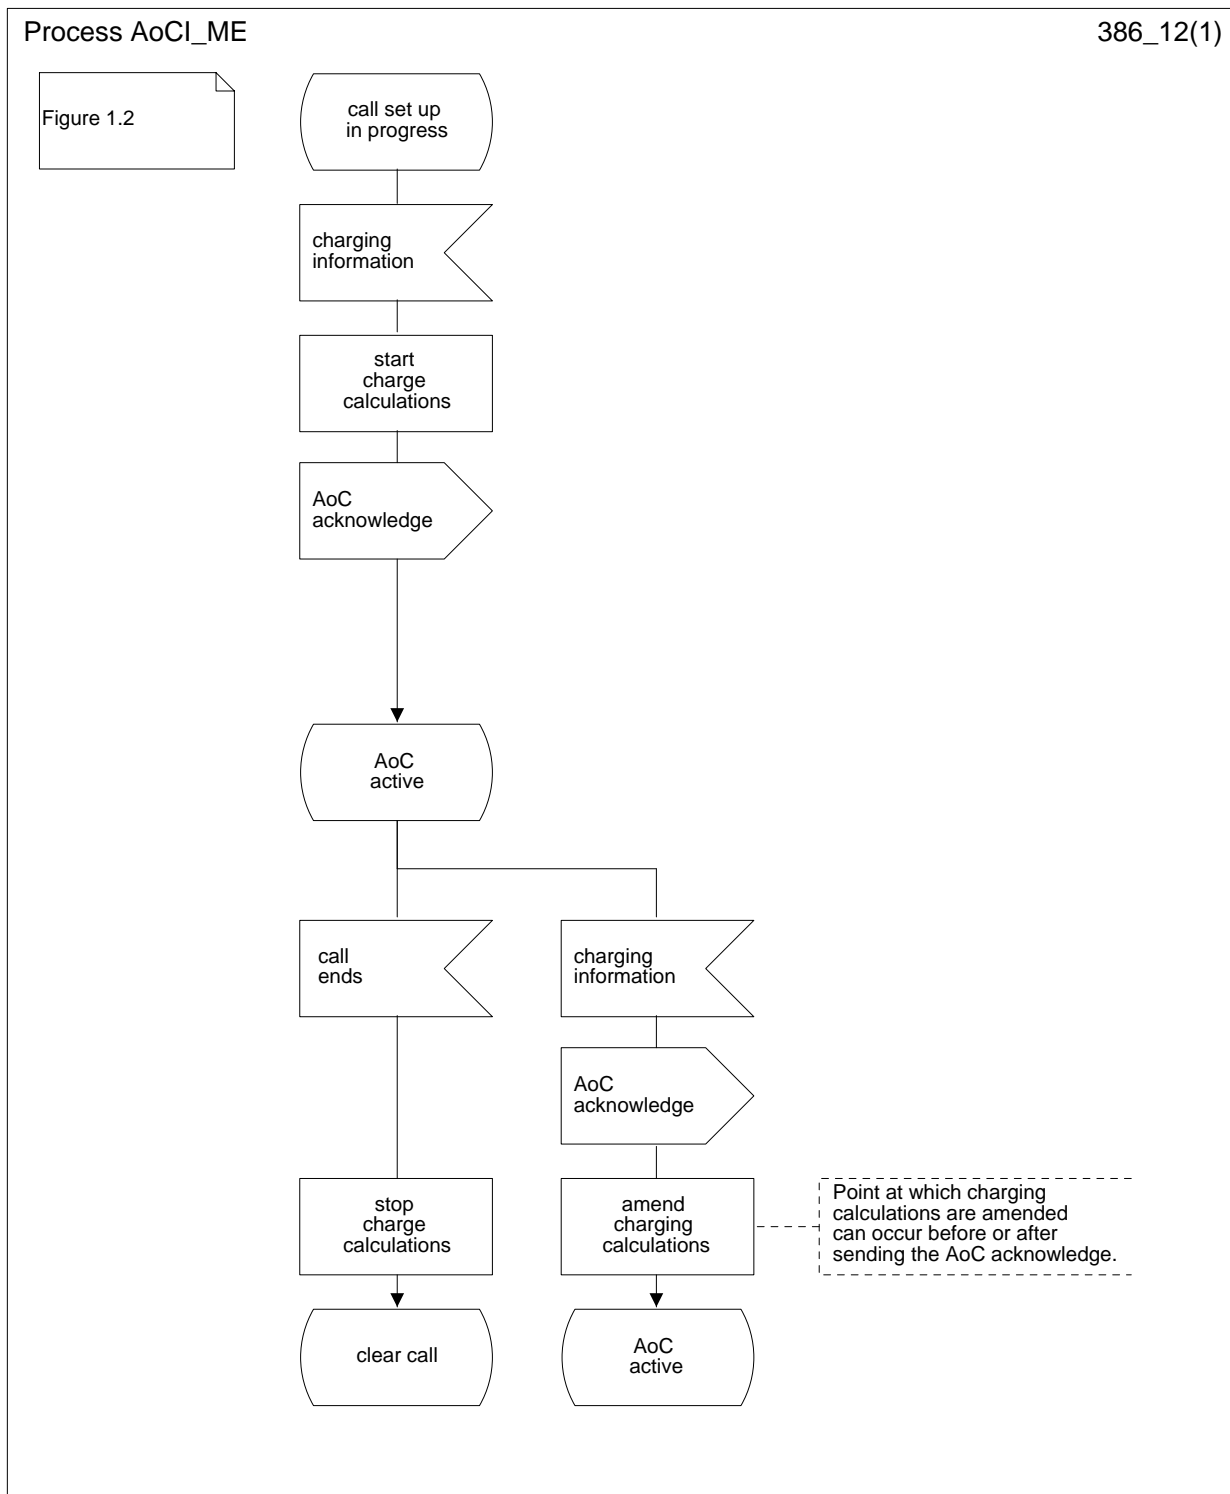 Process AoCI_ME
386_12(1)
Figure 1.2
call set up
in progress
charging
information
start
charge
calculations
AoC
acknowledge
AoC
active
call
ends
charging
information
AoC
acknowledge
stop
charge
calculations
amend
charging
calculations
Point at which charging
calculations are amended
can occur before or after
sending the AoC acknowledge.
clear call
AoC
active